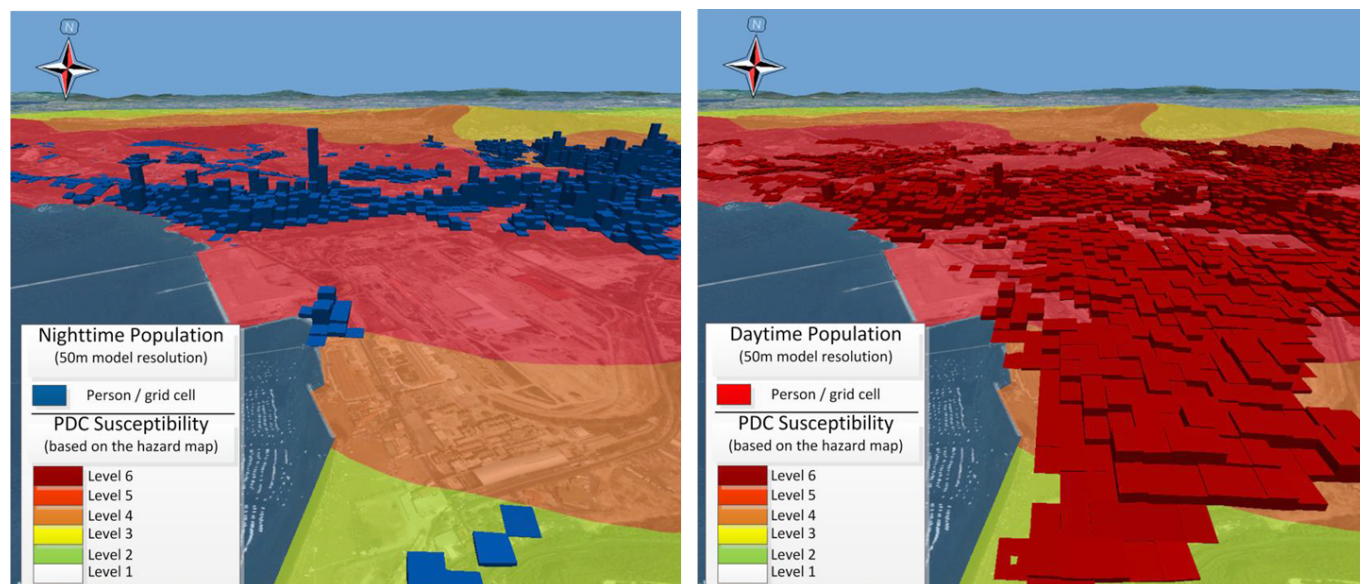 N
Nighttime Population
(50m model resolution)
Person / grid cell
PDC Susceptibility
(based on the hazard map)
Level 6
Level 5
Level 4
Level 3
Level 2
Level 1
N
Daytime Population
(50m model resolution)
Person / grid cell
PDC Susceptibility
(based on the hazard map)
Level 6
Level 5
Level 4
Level 3
Level 2
Level 1